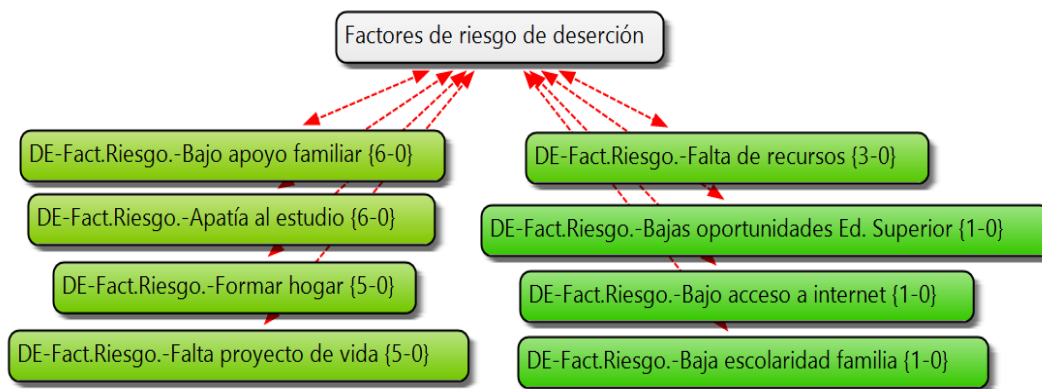 Factores de riesgo de deserción
DE-Fact.Riesgo.-Bajo apoyo familiar {6-0}
DE-Fact.Riesgo.-Apatía al estudio {6-0}
DE-Fact.Riesgo.-Formar hogar {5-0}
DE-Fact.Riesgo.-Falta proyecto de vida {5-0}
DE-Fact.Riesgo.-Falta de recursos {3-0}
DE-Fact.Riesgo.-Bajas oportunidades Ed. Superior {1-0}
DE-Fact.Riesgo.-Bajo acceso a internet {1-0}
DE-Fact.Riesgo.-Baja escolaridad familia {1-0}